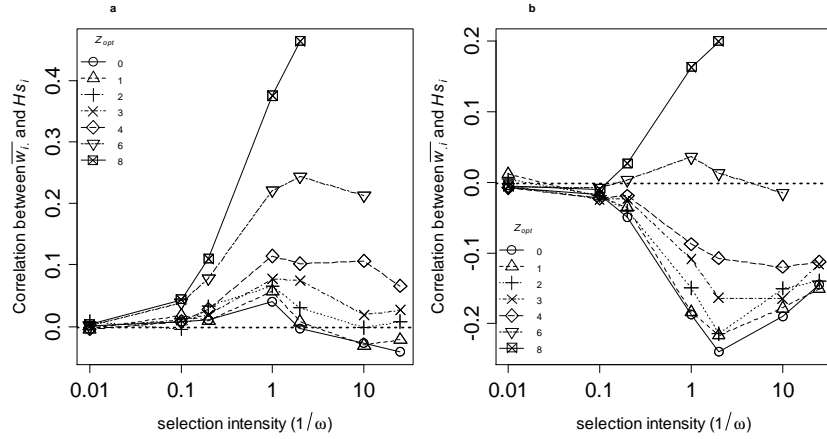 a
Correlation between w̄i. and Hsi
0.0 0.1 0.2 0.3 0.4
0.01 0.1 1 10
selection intensity (1/ω)
Zopt
0
1
2
3
4
6
8
b
Correlation between w̄.i and Hsi
-0.2 -0.1 0.0 0.1 0.2
0.01 0.1 1 10
selection intensity (1/ω)
Zopt
0
1
2
3
4
6
8